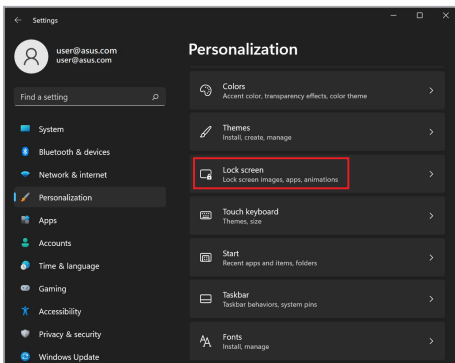 Settings
user@asus.com
user@asus.com
Find a setting
System
Bluetooth & devices
Network & internet
Personalization
Apps
Accounts
Time & language
Gaming
Accessibility
Privacy & security
Windows Update
Personalization
Colors
Accent color, transparency effects, color theme
Themes
Install, create, manage
Lock screen
Lock screen images, apps, animations
Touch keyboard
Themes, size
Start
Recent apps and items, folders
Taskbar
Taskbar behaviors, system pins
Fonts
Install, manage